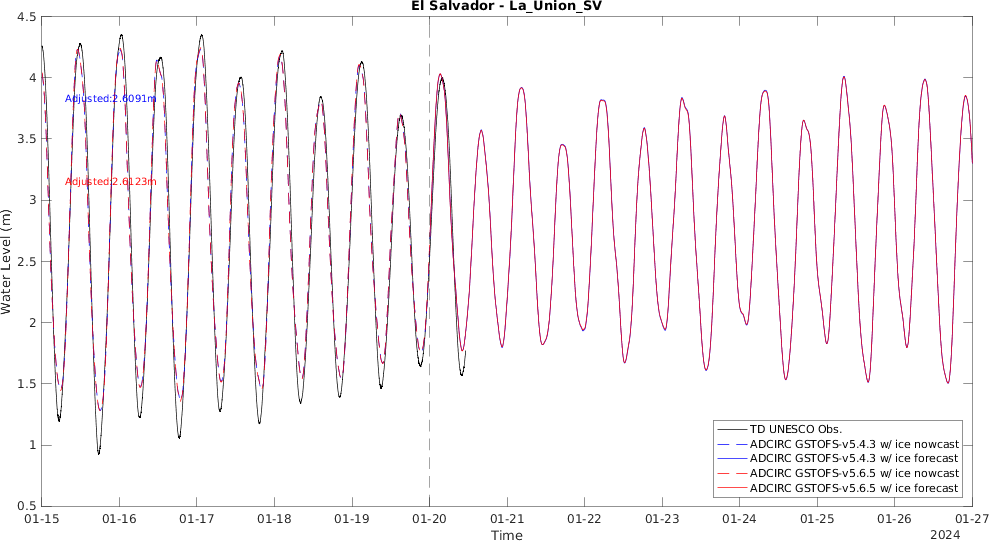 El Salvador - La_Union_SV
4.5
4
3.5
3
2.5
2
1.5
1
0.5
Water Level (m)
Adjusted:2.6091m
Adjusted:2.6123m
TD UNESCO Obs.
ADCIRC GSTOFS-v5.4.3 w/ ice nowcast
ADCIRC GSTOFS-v5.4.3 w/ ice forecast
ADCIRC GSTOFS-v5.6.5 w/ ice nowcast
ADCIRC GSTOFS-v5.6.5 w/ ice forecast
01-15 01-16 01-17 01-18 01-19 01-20 01-21 01-22 01-23 01-24 01-25 01-26 01-27
Time
2024